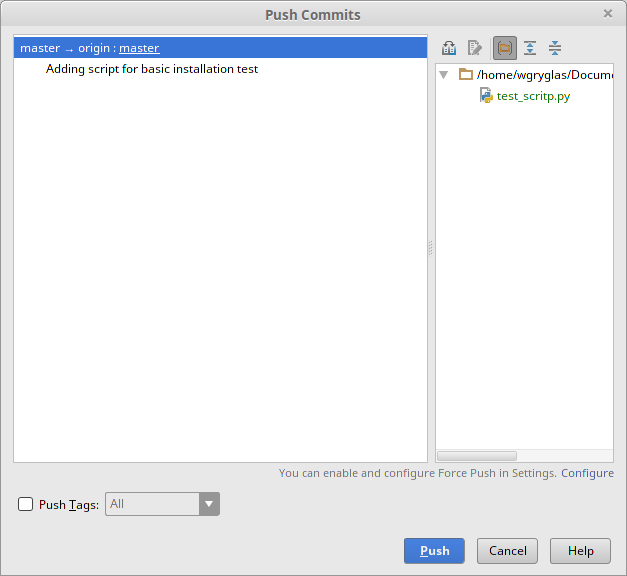 Push Commits
master → origin : master
Adding script for basic installation test
/home/wgryglas/Docum
test_scritp.py
You can enable and configure Force Push in Settings. Configure
Push Tags: All
Push Cancel Help